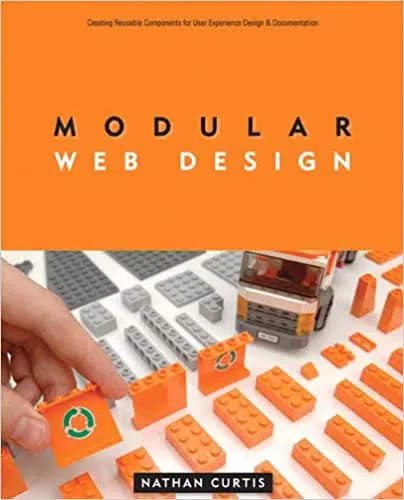 Creating Reusable Components for User Experience Design & Documentation
MODULAR
WEB DESIGN
NATHAN CURTIS